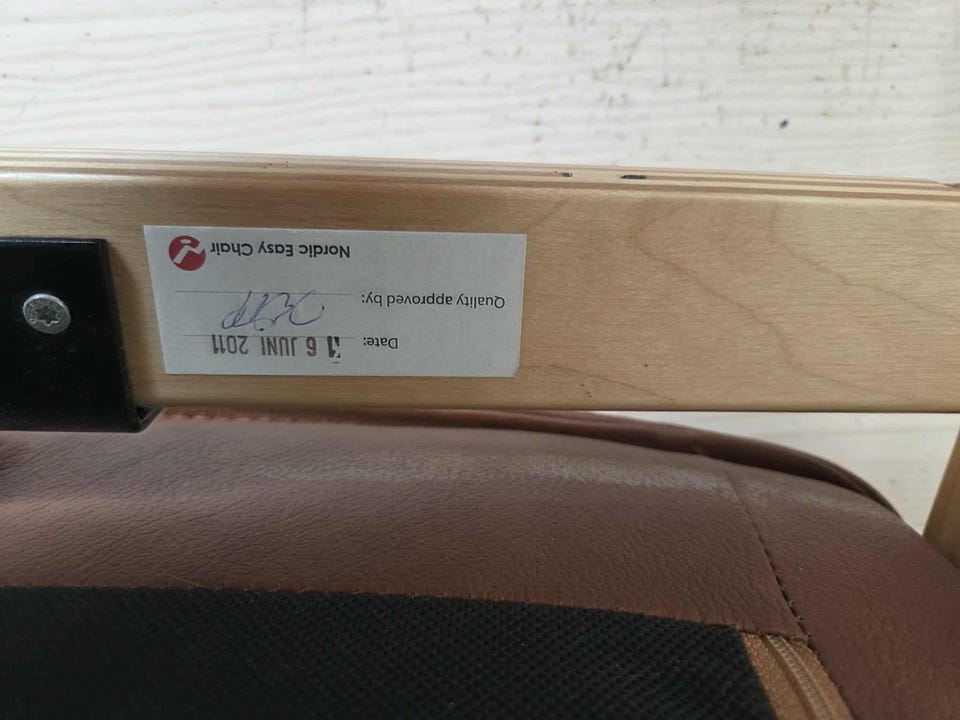 Date: 16 JUNI 2011
Quality approved by:
Nordic Easy Chair